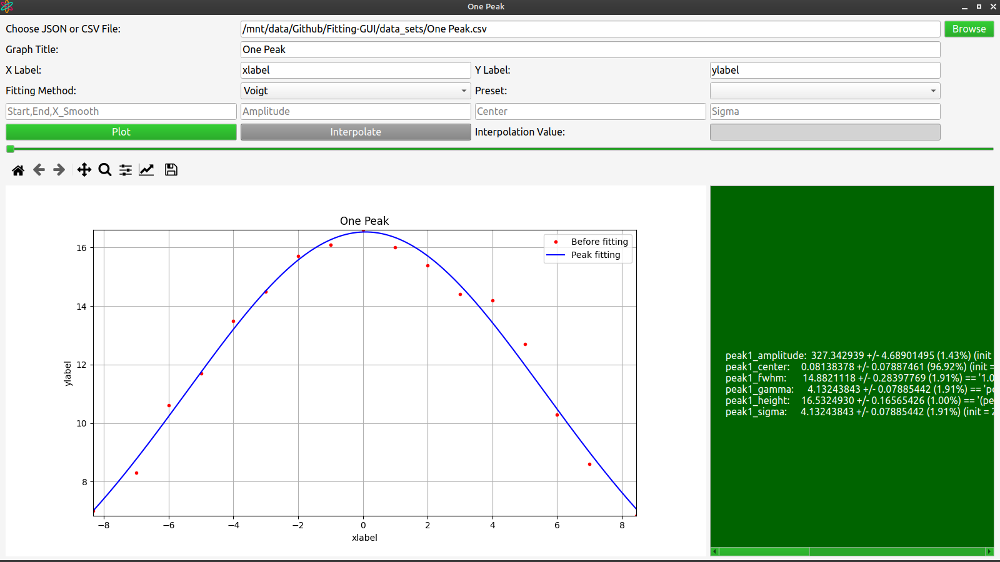 One Peak
Choose JSON or CSV File: /mnt/data/Github/Fitting-GUI/data_sets/One Peak.csv Browse
Graph Title: One Peak
X Label: xlabel Y Label: ylabel
Fitting Method: Voigt Preset:
Start,End,X_Smooth Amplitude Center Sigma
Plot Interpolate Interpolation Value:
One Peak
Before fitting
Peak fitting
16
14
12
10
8
ylabel
−8 −6 −4 −2 0 2 4 6 8
xlabel
peak1_amplitude: 327.342939 +/- 4.68901495 (1.43%) (init
peak1_center: 0.08138378 +/- 0.07887461 (96.92%) (init =
peak1_fwhm: 14.8821118 +/- 0.28397769 (1.91%) == '1.0
peak1_gamma: 4.13243843 +/- 0.07885442 (1.91%) == 'pe
peak1_height: 16.5324930 +/- 0.16565426 (1.00%) == '(pe
peak1_sigma: 4.13243843 +/- 0.07885442 (1.91%) (init = 2